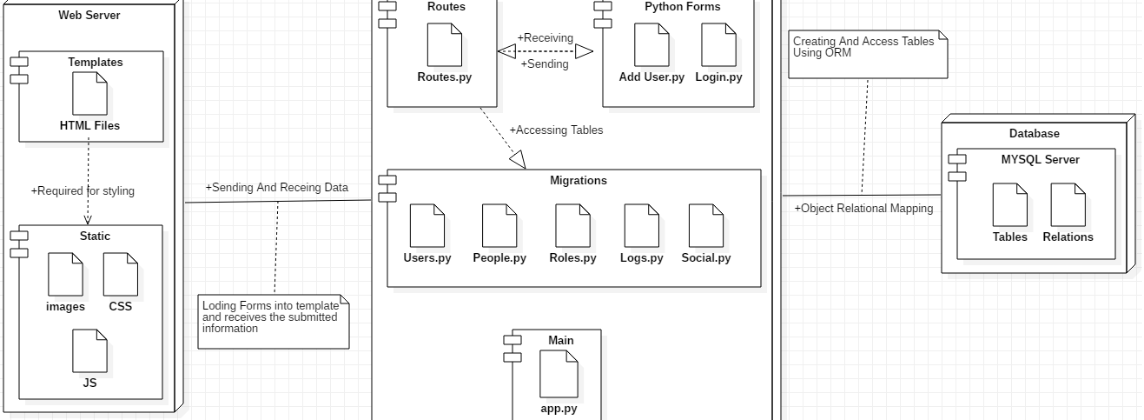 Web Server
Templates
HTML Files
+Required for styling
Static
images
CSS
JS
+Sending And Receing Data
Loding Forms into template
and receives the submitted
information
Routes
Routes.py
+Receiving
+Sending
Python Forms
Add User.py
Login.py
+Accessing Tables
Migrations
Users.py
People.py
Roles.py
Logs.py
Social.py
Main
app.py
Creating And Access Tables
Using ORM
+Object Relational Mapping
Database
MYSQL Server
Tables
Relations